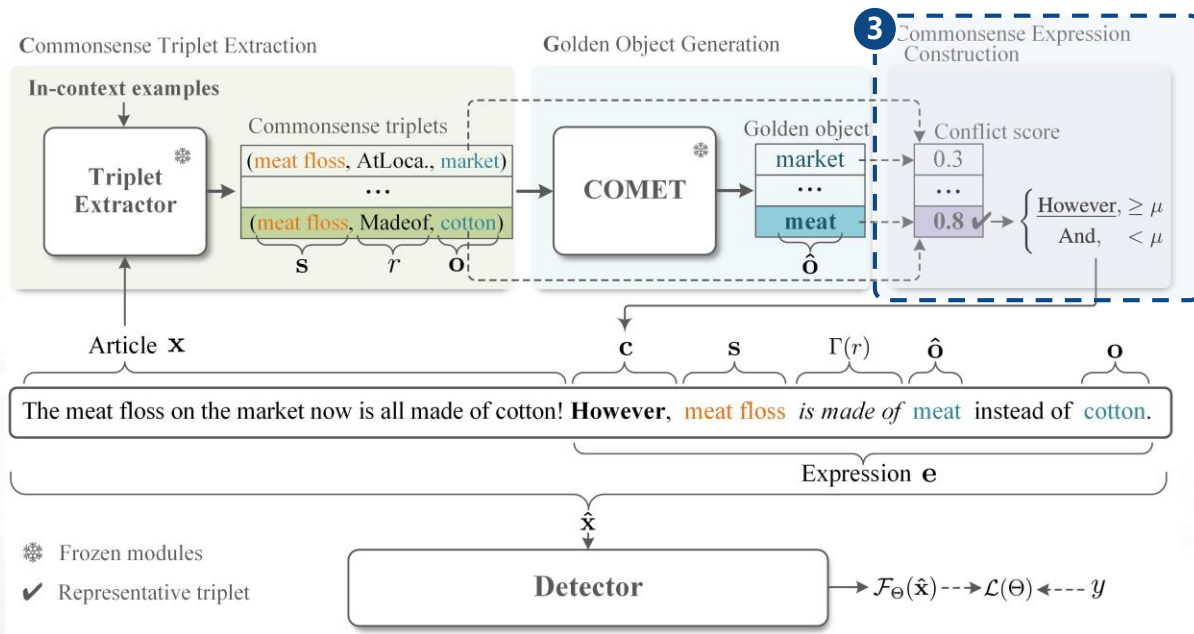 Commonsense Triplet Extraction
In-context examples
Triplet
Extractor
Commonsense triplets
(meat floss, AtLoca., market)
...
(meat floss, Madeof, cotton)
s r o
Golden Object Generation
COMET
Golden object
market
...
meat
ô
3
Commonsense Expression
Construction
Conflict score
0.3
...
0.8 ✔
However, ≥ μ
And, < μ
Article x
c s Γ(r) ô o
The meat floss on the market now is all made of cotton! However, meat floss is made of meat instead of cotton.
Expression e
x̂
Frozen modules
✔ Representative triplet
Detector
F_Θ(x̂) L(Θ) y